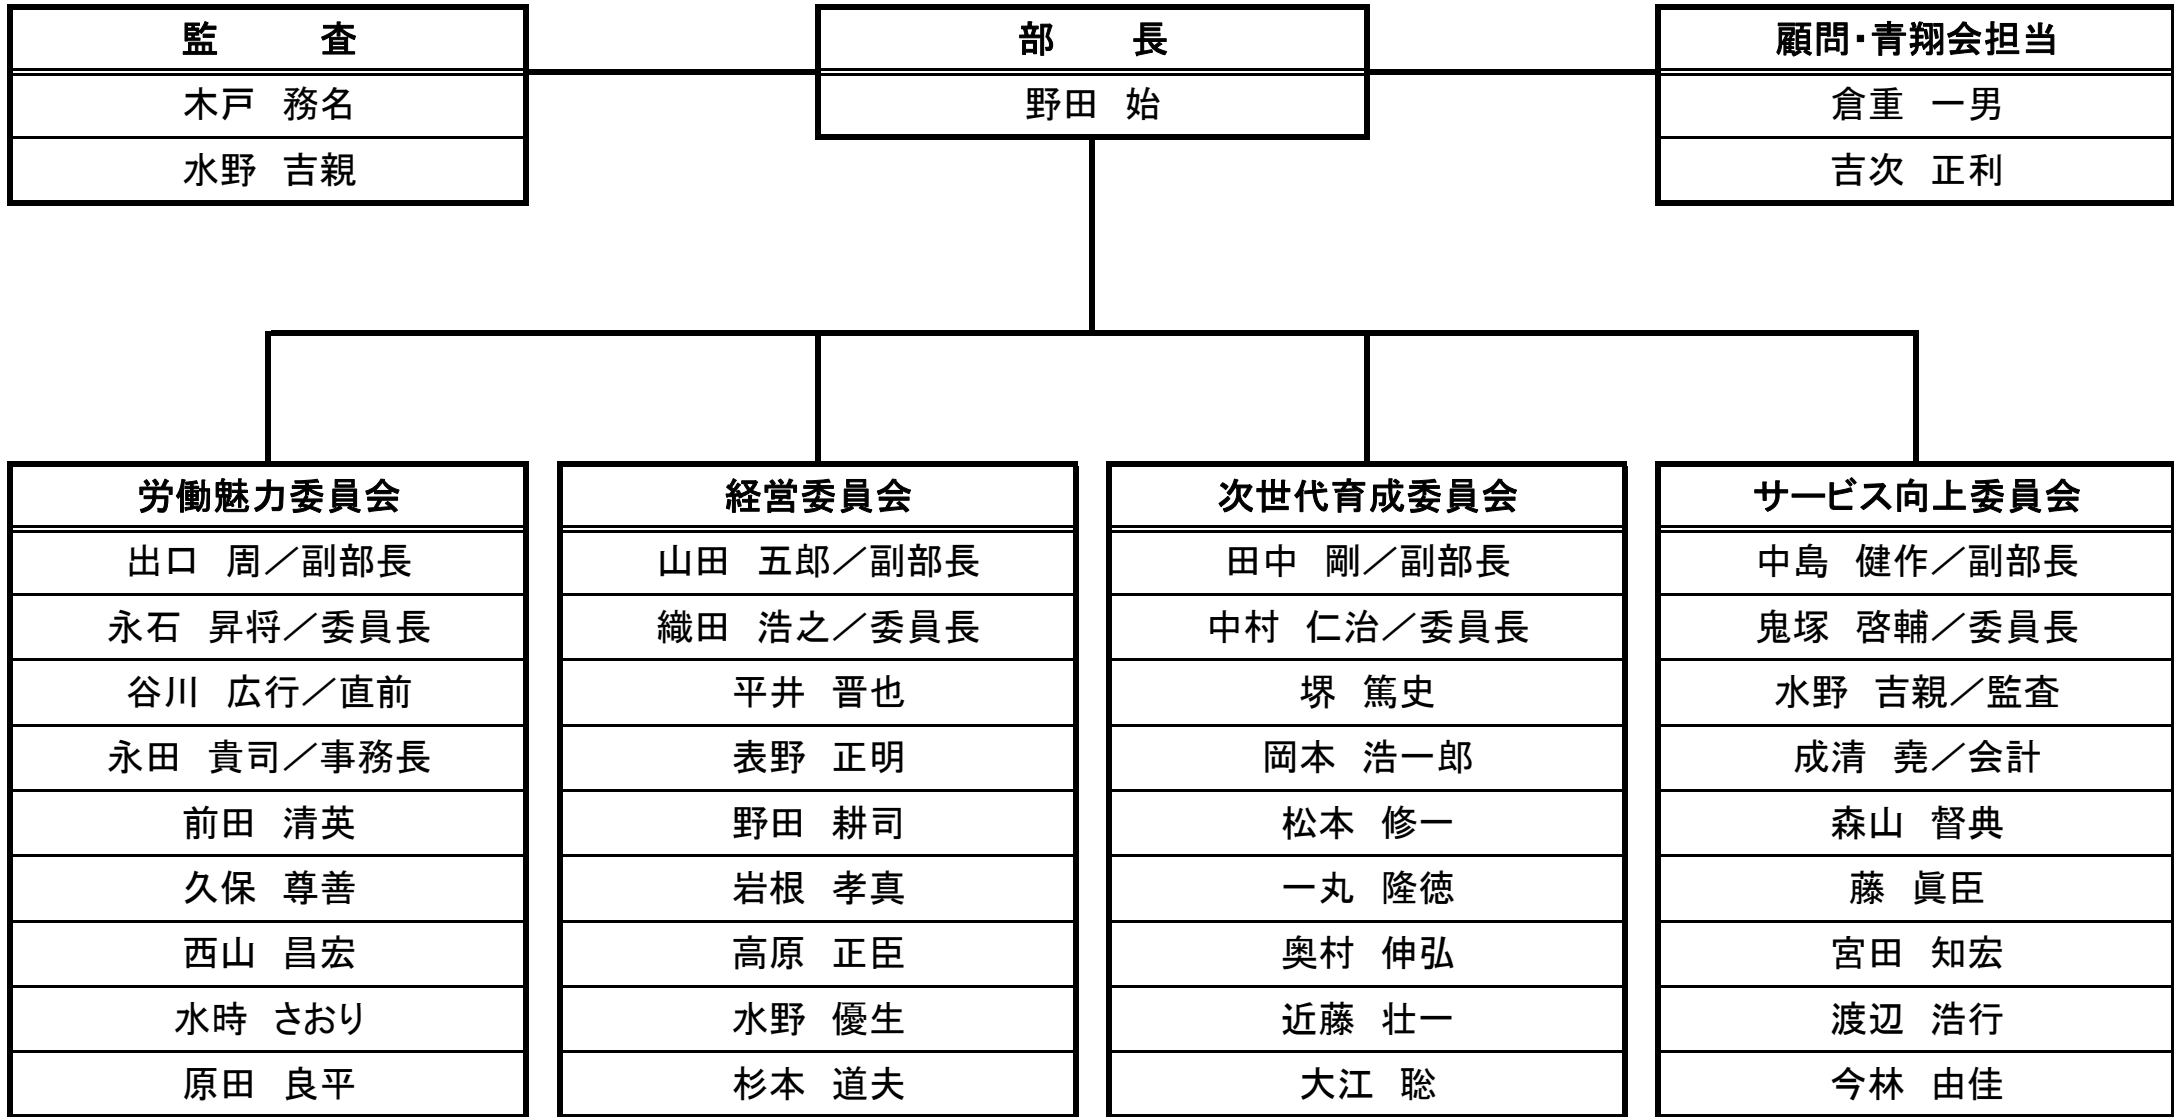 監　　査
木戸　務名
水野　吉親
部　　長
野田　始
顧問・青翔会担当
倉重　一男
吉次　正利
労働魅力委員会
出口　周／副部長
永石　昇将／委員長
谷川　広行／直前
永田　貴司／事務長
前田　清英
久保　尊善
西山　昌宏
水時　さおり
原田　良平
経営委員会
山田　五郎／副部長
織田　浩之／委員長
平井　晋也
表野　正明
野田　耕司
岩根　孝真
高原　正臣
水野　優生
杉本　道夫
次世代育成委員会
田中　剛／副部長
中村　仁治／委員長
堺　篤史
岡本　浩一郎
松本　修一
一丸　隆徳
奥村　伸弘
近藤　壮一
大江　聡
サービス向上委員会
中島　健作／副部長
鬼塚　啓輔／委員長
水野　吉親／監査
成清　堯／会計
森山　督典
藤　眞臣
宮田　知宏
渡辺　浩行
今林　由佳